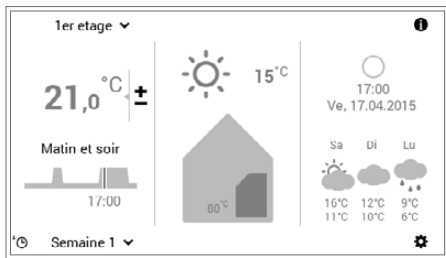 1er etage
21,0°C
±
Matin et soir
17:00
Semaine 1
15°C
80°C
17:00
Ve, 17.04.2015
Sa Di Lu
16°C 12°C 9°C
11°C 10°C 6°C